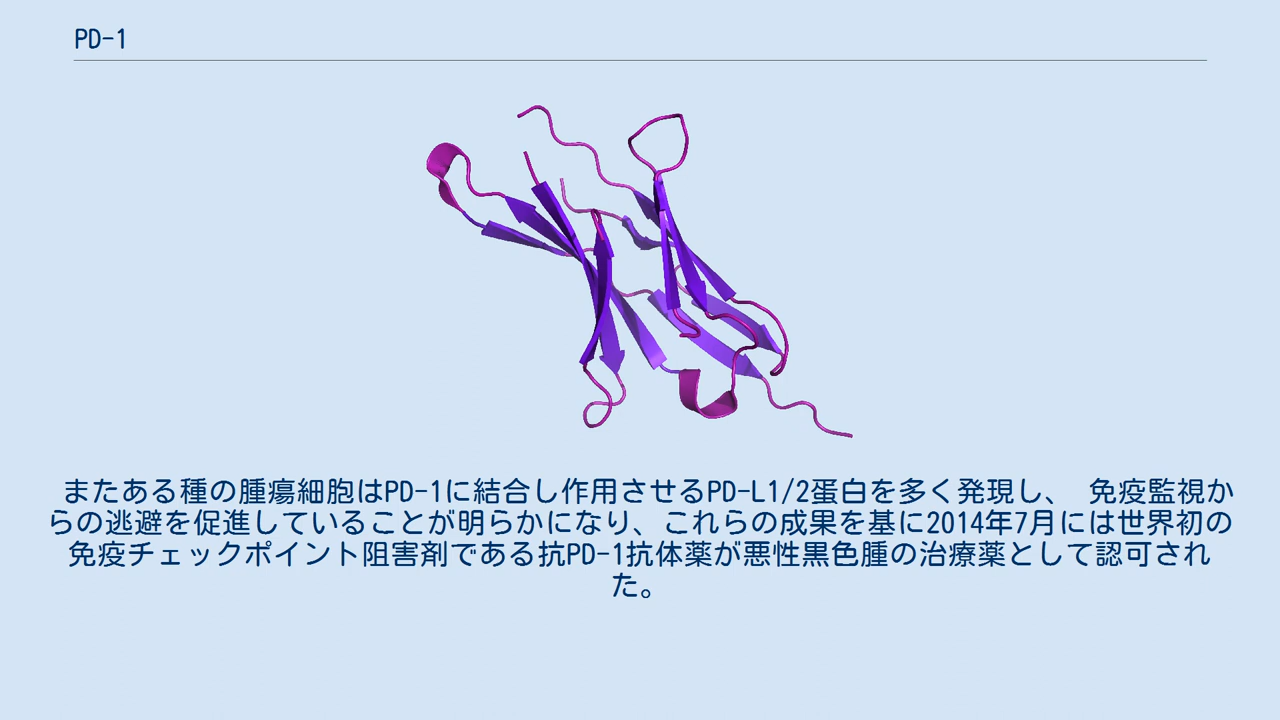 PD-1
またある種の腫瘍細胞はPD-1に結合し作用させるPD-L1/2蛋白を多く発現し、 免疫監視か
らの逃避を促進していることが明らかになり、これらの成果を基に2014年7月には世界初の
免疫チェックポイント阻害剤である抗PD-1抗体薬が悪性黒色腫の治療薬として認可され
た。